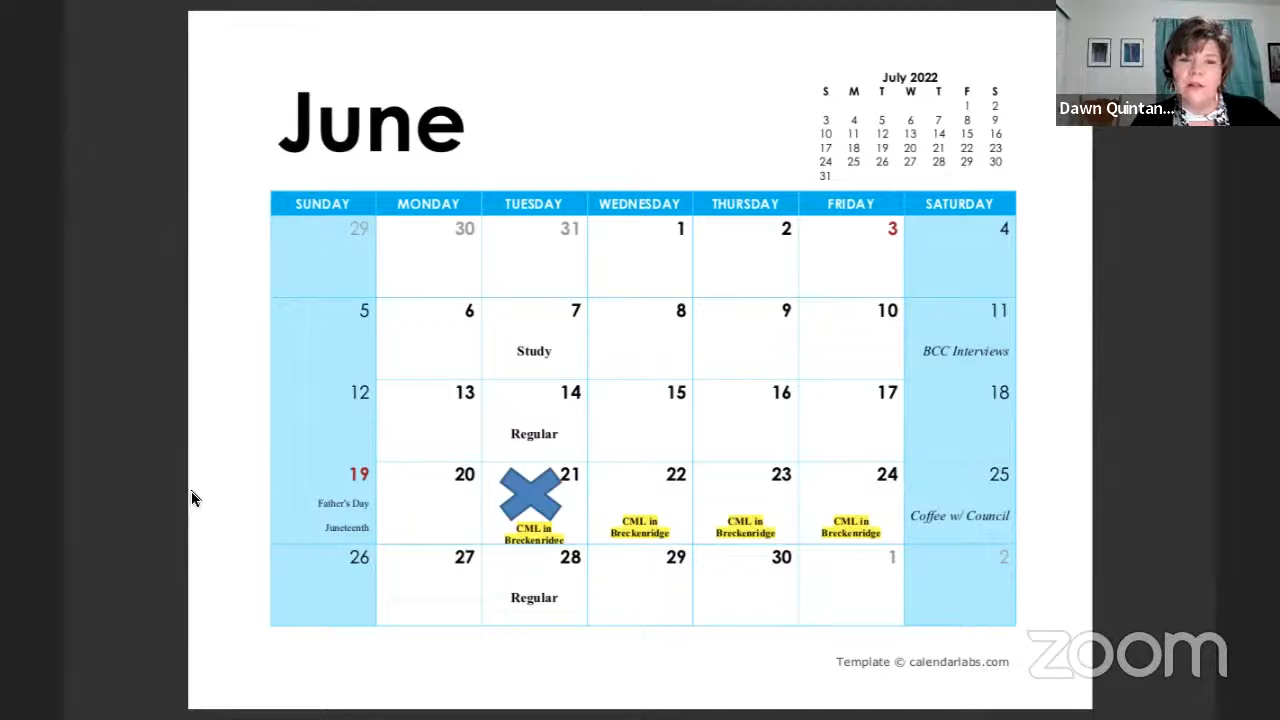 June
July 2022
S M T W T F S
1 2
3 4 5 6 7 8 9
10 11 12 13 14 15 16
17 18 19 20 21 22 23
24 25 26 27 28 29 30
31
Dawn Quintan...
SUNDAY MONDAY TUESDAY WEDNESDAY THURSDAY FRIDAY SATURDAY
29 30 31 1 2 3 4
5 6 7 8 9 10 11
Study BCC Interviews
12 13 14 15 16 17 18
Regular
19 20 21 22 23 24 25
Father's Day
Juneteenth
CML in
Breckenridge
CML in
Breckenridge
CML in
Breckenridge
CML in
Breckenridge
Coffee w/ Council
26 27 28 29 30 1 2
Regular
Template © calendarlabs.com
zoom